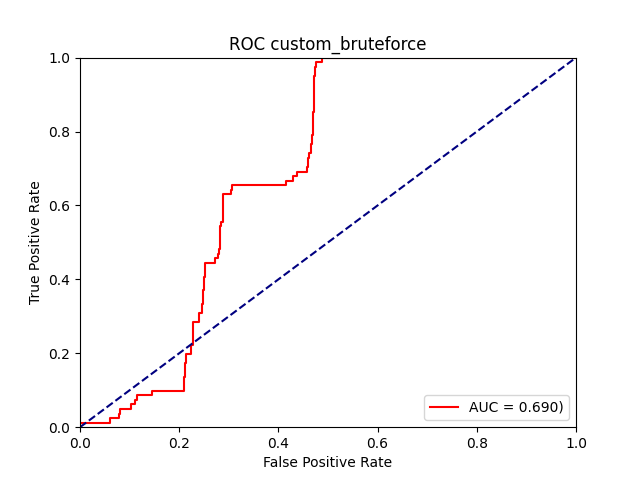 ROC custom_bruteforce
1.0
0.8
0.6
0.4
0.2
0.0
True Positive Rate
AUC = 0.690)
0.0 0.2 0.4 0.6 0.8 1.0
False Positive Rate